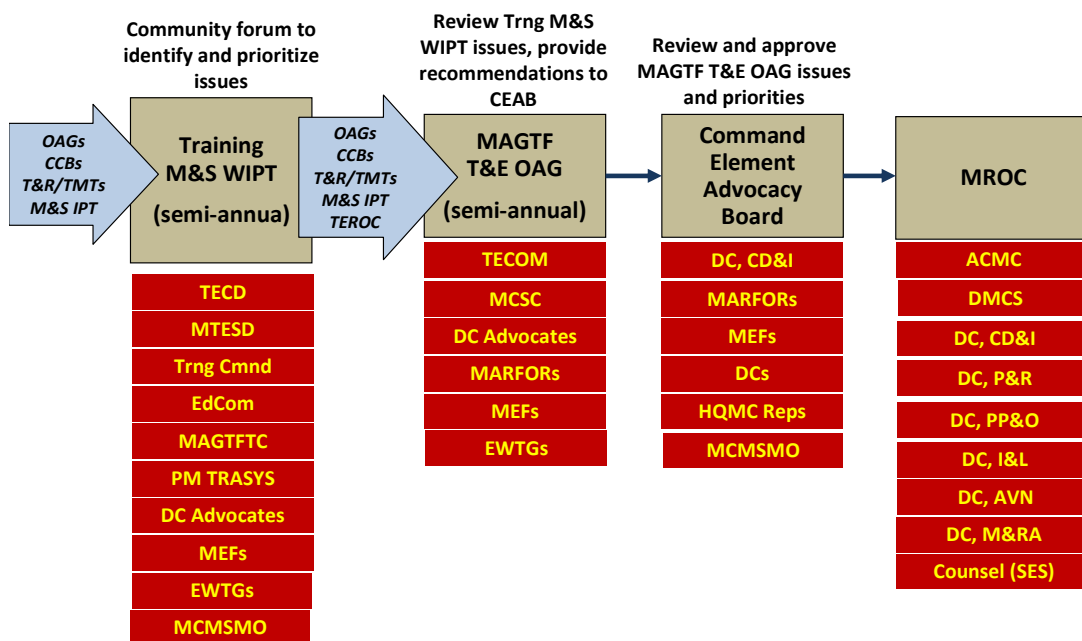 Community forum to
identify and prioritize
issues
Review Trng M&S
WIPT issues, provide
recommendations to
CEAB
Review and approve
MAGTF T&E OAG issues
and priorities
OAGs
CCBs
T&R/TMTs
M&S IPT
Training
M&S WIPT
(semi-annua)
OAGs
CCBs
T&R/TMTs
M&S IPT
TEROC
MAGTF
T&E OAG
(semi-annual)
Command
Element
Advocacy
Board
MROC
TECD
MTESD
Trng Cmnd
EdCom
MAGTFTC
PM TRASYS
DC Advocates
MEFs
EWTGs
MCMSMO
TECOM
MCSC
DC Advocates
MARFORs
MEFs
EWTGs
DC, CD&I
MARFORs
MEFs
DCs
HQMC Reps
MCMSMO
ACMC
DMCS
DC, CD&I
DC, P&R
DC, PP&O
DC, I&L
DC, AVN
DC, M&RA
Counsel (SES)